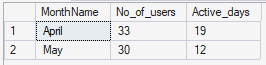 MonthName No_of_users Active_days
1 April 33 19
2 May 30 12